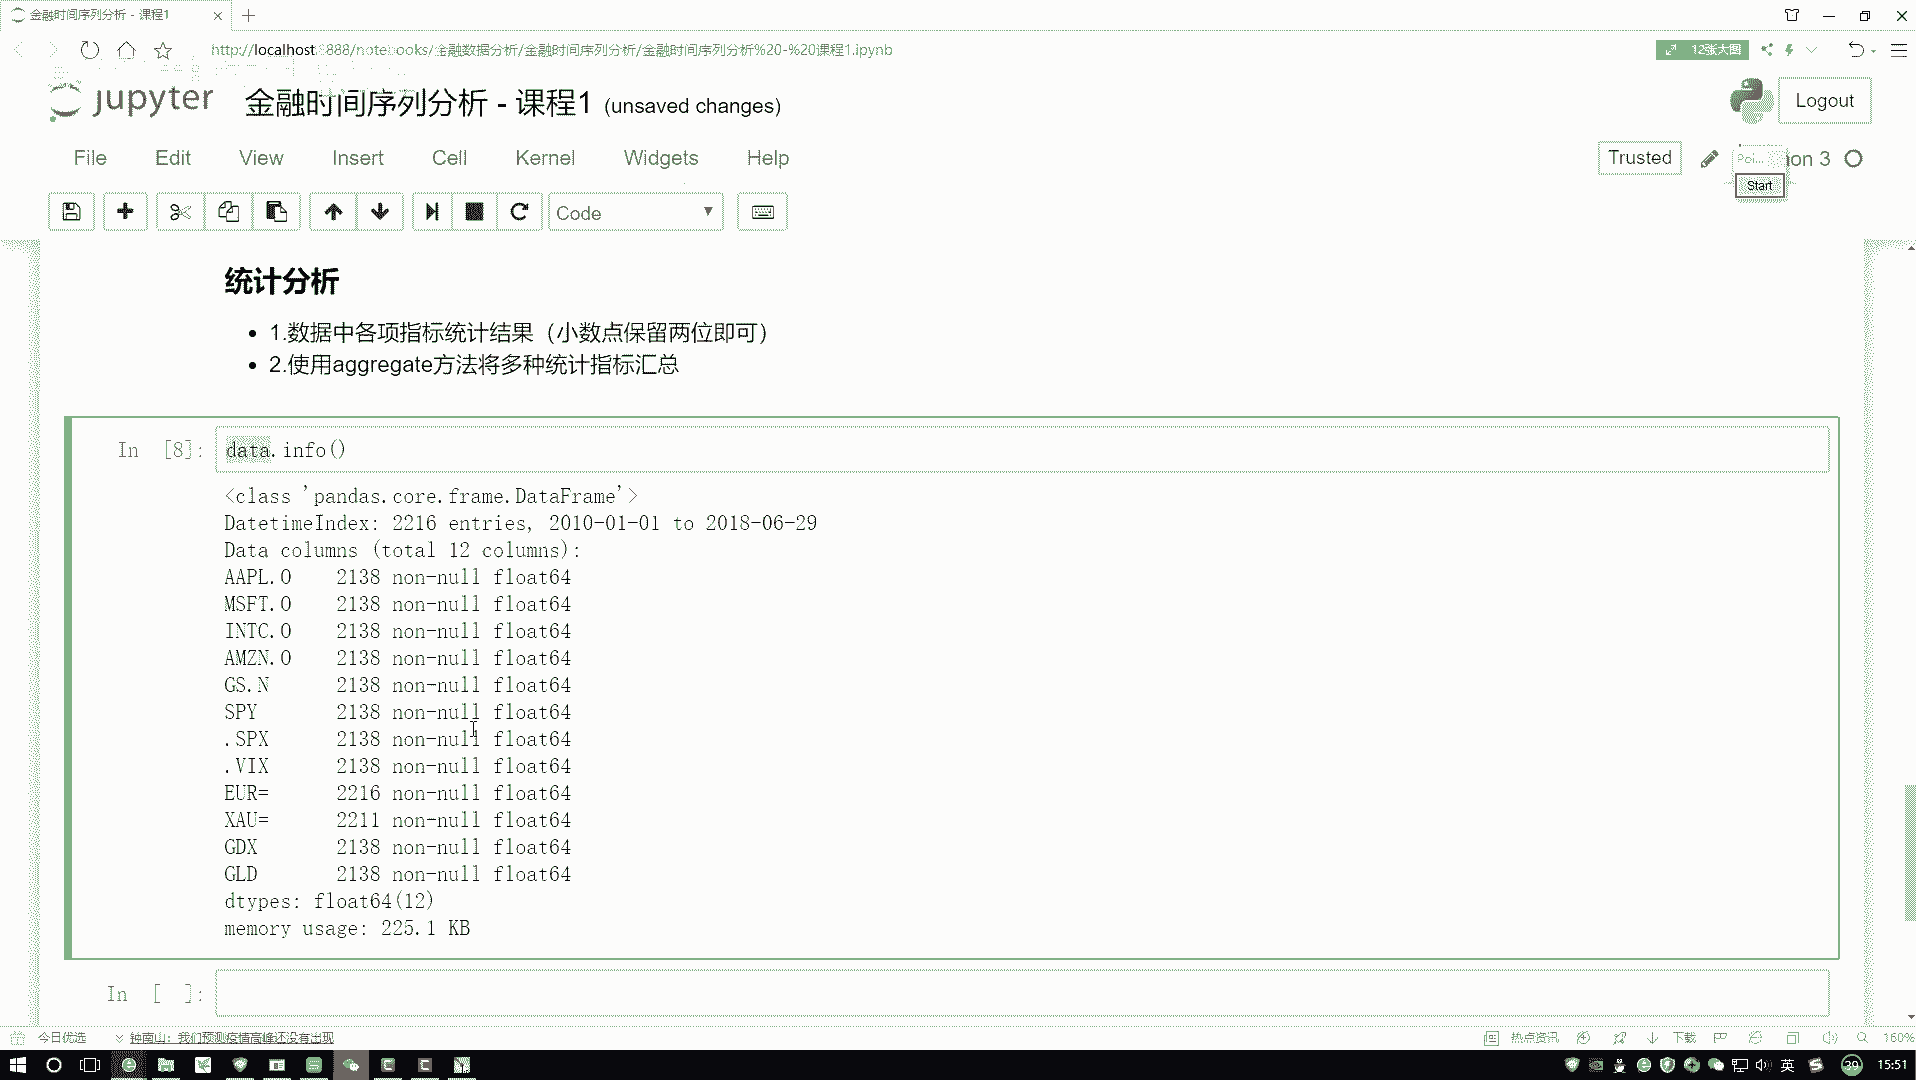 金融时间序列分析 - 课程1
http://localhost:8888/notebooks/金融数据分析/金融时间序列分析/金融时间序列分析%20-%20课程1.ipynb
12张大图
jupyter
金融时间序列分析 - 课程1 (unsaved changes)
Logout
File Edit View Insert Cell Kernel Widgets Help
Trusted
Poi...
on 3
Start
Code
统计分析
1.数据中各项指标统计结果（小数点保留两位即可）
2.使用aggregate方法将多种统计指标汇总
In [8]: data.info()
<class 'pandas.core.frame.DataFrame'>
DatetimeIndex: 2216 entries, 2010-01-01 to 2018-06-29
Data columns (total 12 columns):
AAPL.O 2138 non-null float64
MSFT.O 2138 non-null float64
INTC.O 2138 non-null float64
AMZN.O 2138 non-null float64
GS.N 2138 non-null float64
SPY 2138 non-null float64
.SPX 2138 non-null float64
.VIX 2138 non-null float64
EUR= 2216 non-null float64
XAU= 2211 non-null float64
GDX 2138 non-null float64
GLD 2138 non-null float64
dtypes: float64(12)
memory usage: 225.1 KB
In [ ]:
今日优选
钟南山：我们预测疫情高峰还没有出现
热点资讯
下载
160%
英
39
15:51